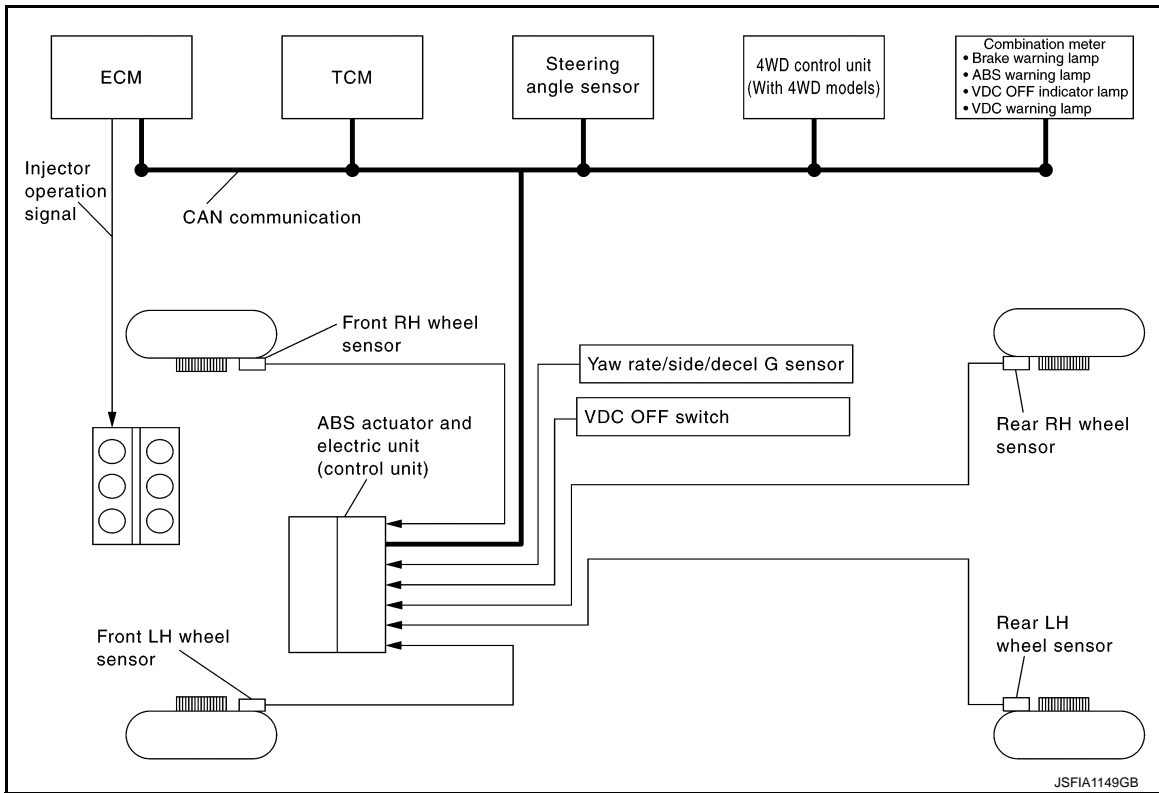 ECM
TCM
Steering
angle sensor
4WD control unit
(With 4WD models)
Combination meter
• Brake warning lamp
• ABS warning lamp
• VDC OFF indicator lamp
• VDC warning lamp
Injector
operation
signal
CAN communication
Front RH wheel
sensor
Yaw rate/side/decel G sensor
VDC OFF switch
Rear RH wheel
sensor
ABS actuator and
electric unit
(control unit)
Front LH wheel
sensor
Rear LH
wheel sensor
JSFIA1149GB